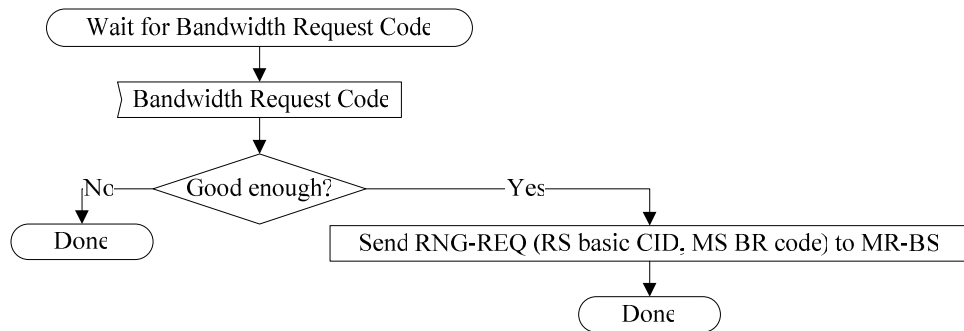 Wait for Bandwidth Request Code
Bandwidth Request Code
Good enough?
No
Yes
Done
Send RNG-REQ (RS basic CID, MS BR code) to MR-BS
Done